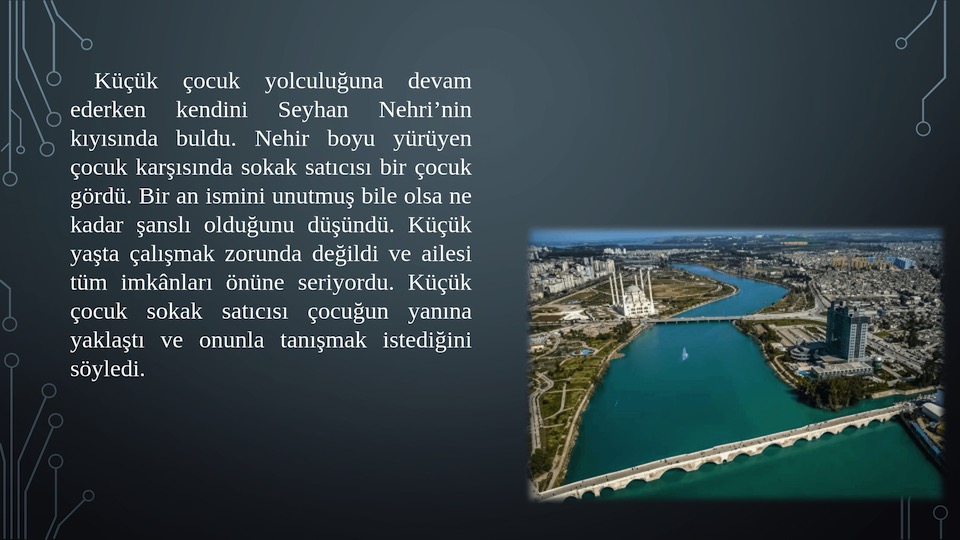 Küçük çocuk yolculuğuna devam
ederken kendini Seyhan Nehri’nin
kıyısında buldu. Nehir boyu yürüyen
çocuk karşısında sokak satıcısı bir çocuk
gördü. Bir an ismini unutmuş bile olsa ne
kadar şanslı olduğunu düşündü. Küçük
yaşta çalışmak zorunda değildi ve ailesi
tüm imkânları önüne seriyordu. Küçük
çocuk sokak satıcısı çocuğun yanına
yaklaştı ve onunla tanışmak istediğini
söyledi.